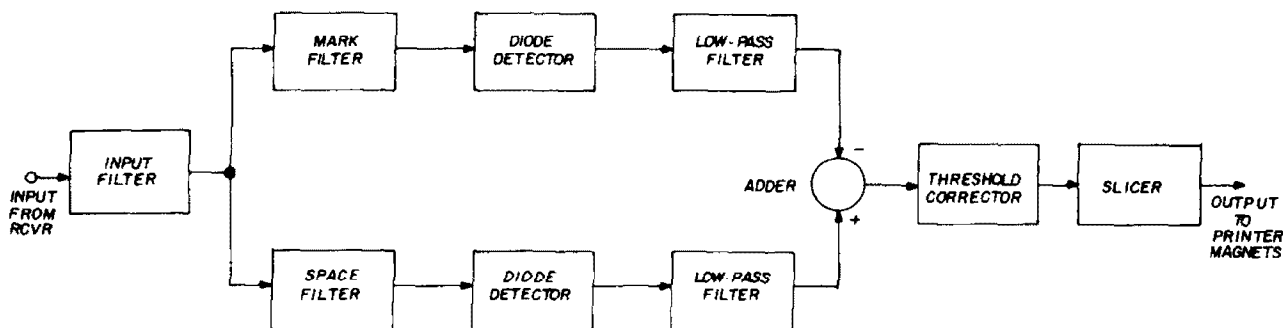 MARK
FILTER
DIODE
DETECTOR
LOW-PASS
FILTER
INPUT
FILTER
INPUT
FROM
RCVR
-
ADDER
+
THRESHOLD
CORRECTOR
SLICER
OUTPUT
TO
PRINTER
MAGNETS
SPACE
FILTER
DIODE
DETECTOR
LOW-PASS
FILTER